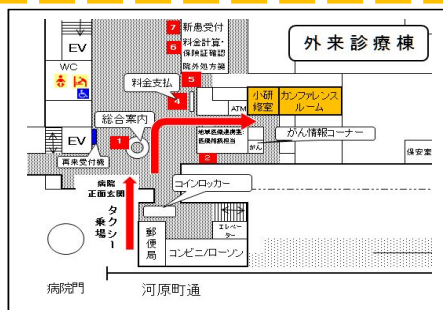 7 新患受付
6 料金計算・
保険証確認
院外処方箋
外来診療棟
EV
WC
料金支払
5
4
ATM
小研
修室
カンファレンス
ルーム
総合案内
1
地域医療連携室・
医療福祉担当
がん
がん情報コーナー
EV
再来受付機
2
保安室
病院
正面玄関
コインロッカー
タクシー
乗場
郵便局
エレベー
ター
コンビニ/ローソン
病院門
河原町通